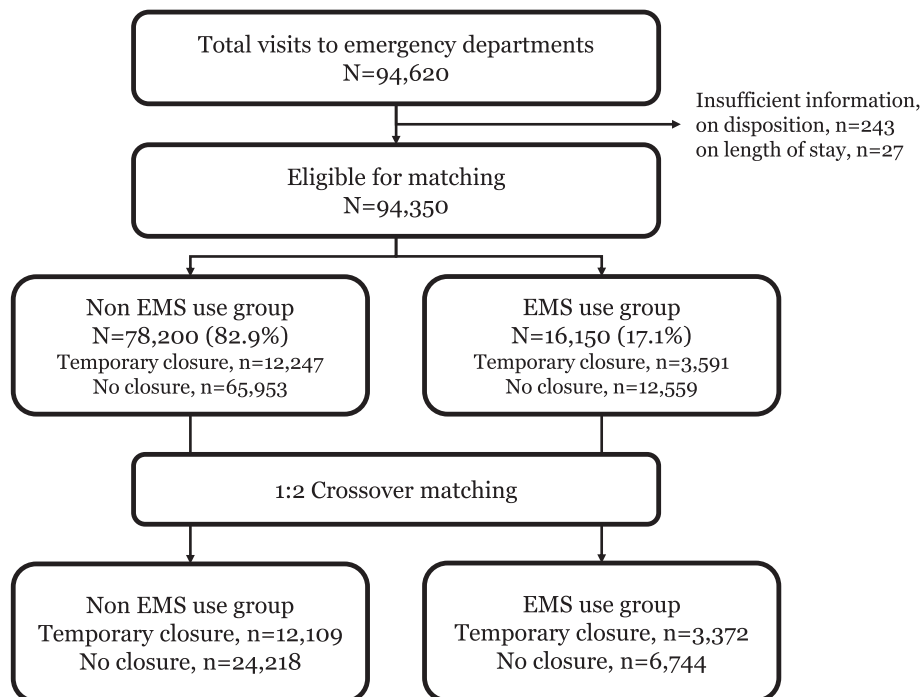 Total visits to emergency departments
N=94,620
Insufficient information,
on disposition, n=243
on length of stay, n=27
Eligible for matching
N=94,350
Non EMS use group
N=78,200 (82.9%)
Temporary closure, n=12,247
No closure, n=65,953
EMS use group
N=16,150 (17.1%)
Temporary closure, n=3,591
No closure, n=12,559
1:2 Crossover matching
Non EMS use group
Temporary closure, n=12,109
No closure, n=24,218
EMS use group
Temporary closure, n=3,372
No closure, n=6,744